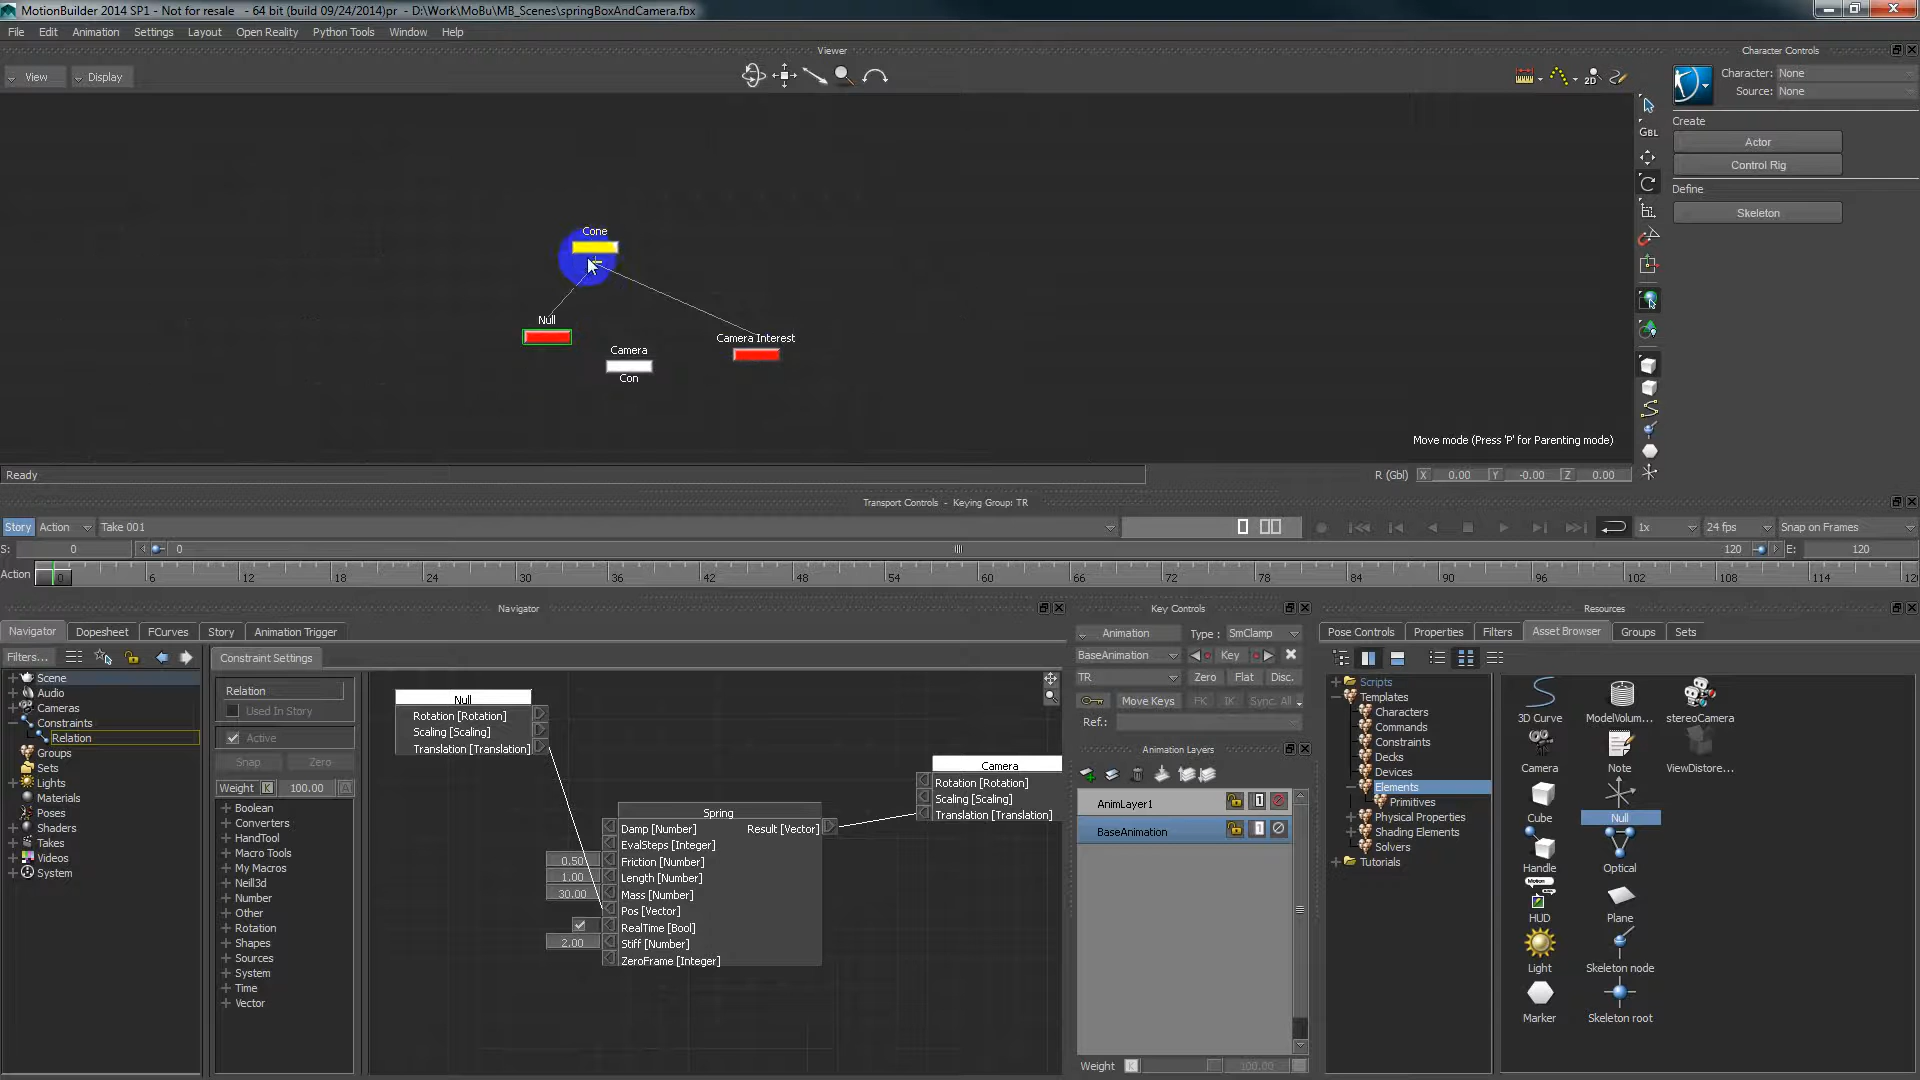 MotionBuilder 2014 SP1 - Not for resale - 64 bit (build 09/24/2014)pr - D:\Work\MoBu\MB_Scenes\springBoxAndCamera.fbx
File Edit Animation Settings Layout Open Reality Python Tools Window Help
Viewer
Character Controls
View Display
2D
Character: None
Source: None
Create
GBL
Actor
Control Rig
Define
Skeleton
Cone
Null
Camera Interest
Camera
Con
Move mode (Press 'P' for Parenting mode)
Ready
R (Gbl) X 0.00 Y -0.00 Z 0.00
Transport Controls - Keying Group: TR
Story Action Take 001
1x 24 fps Snap on Frames
S: 0 0 120 E: 120
Action 0 6 12 18 24 30 36 42 48 54 60 66 72 78 84 90 96 102 108 114 120
Navigator
Key Controls
Resources
Navigator Dopesheet FCurves Story Animation Trigger
Animation Type : SmClamp
Pose Controls Properties Filters Asset Browser Groups Sets
Filters...
Constraint Settings
BaseAnimation Key
TR Zero Flat Disc.
Move Keys FK IK Sync. All
Ref.:
Animation Layers
AnimLayer1
BaseAnimation
Weight K 100.00
Scene
Audio
Cameras
Constraints
Relation
Groups
Sets
Lights
Materials
Poses
Shaders
Takes
Videos
System
Relation
Used In Story
Active
Snap Zero
Weight K 100.00 A
Boolean
Converters
HandTool
Macro Tools
My Macros
Neill3d
Number
Other
Rotation
Shapes
Sources
System
Time
Vector
Null
Rotation [Rotation]
Scaling [Scaling]
Translation [Translation]
Camera
Rotation [Rotation]
Scaling [Scaling]
Translation [Translation]
Spring
Damp [Number] Result [Vector]
EvalSteps [Integer]
0.50 Friction [Number]
1.00 Length [Number]
30.00 Mass [Number]
Pos [Vector]
RealTime [Bool]
2.00 Stiff [Number]
ZeroFrame [Integer]
Scripts
Templates
Characters
Commands
Constraints
Decks
Devices
Elements
Primitives
Physical Properties
Shading Elements
Solvers
Tutorials
3D Curve ModelVolum... stereoCamera
Camera Note ViewDistore...
Cube Null
Handle Optical
HUD Plane
Light Skeleton node
Marker Skeleton root